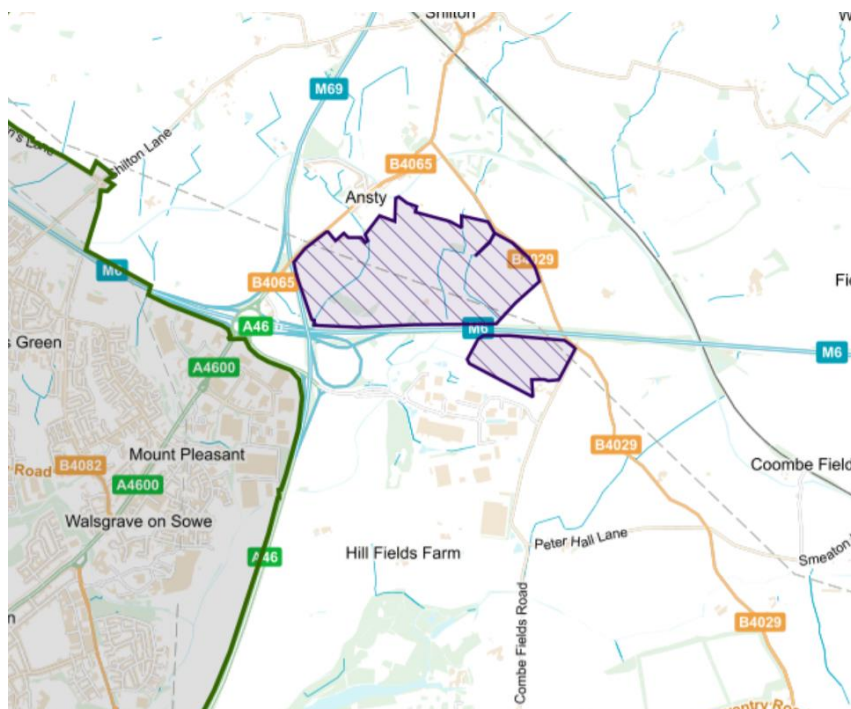 Shilton
M69
Shilton Lane
B4065
Ansty
B4029
B4065
M6
A46
M6
M6
s Green
A4600
B4029
Mount Pleasant
Coombe Field
B4082
Road
A4600
Walsgrave on Sowe
Peter Hall Lane
Hill Fields Farm
A46
Smeaton
Combe Fields Road
B4029